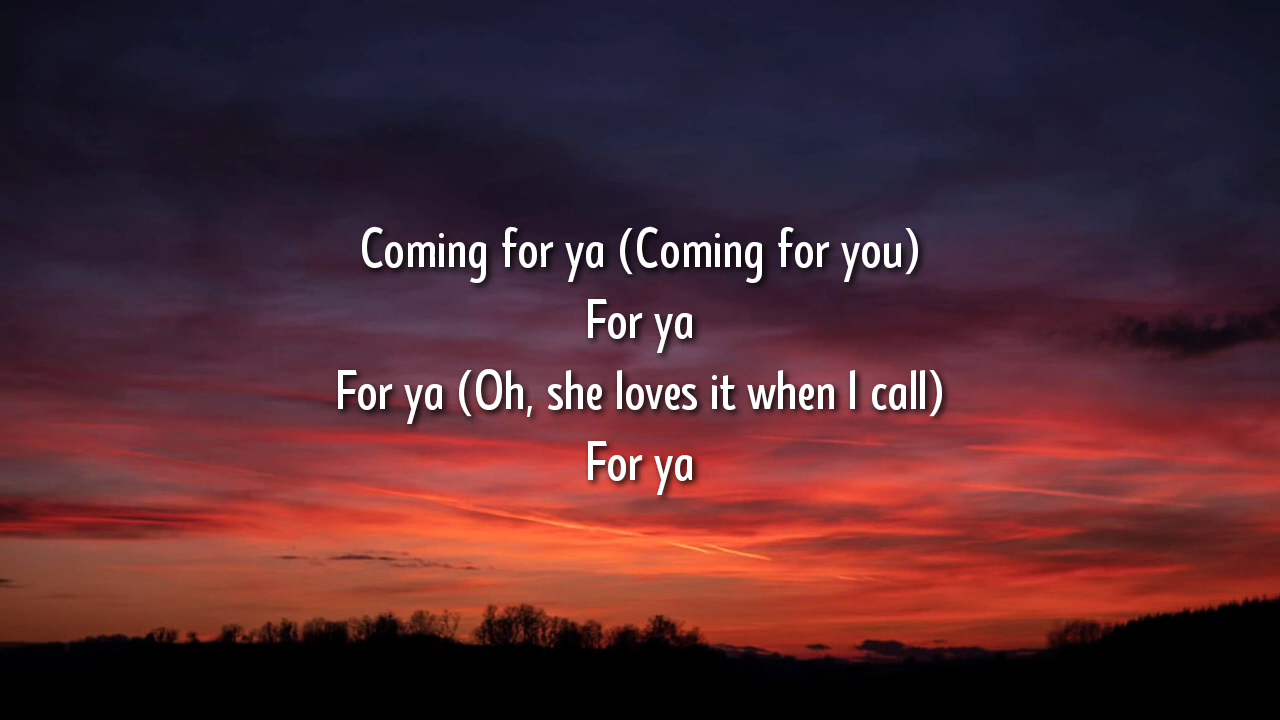 Coming for ya (Coming for you)
For ya
For ya (Oh, she loves it when I call)
For ya